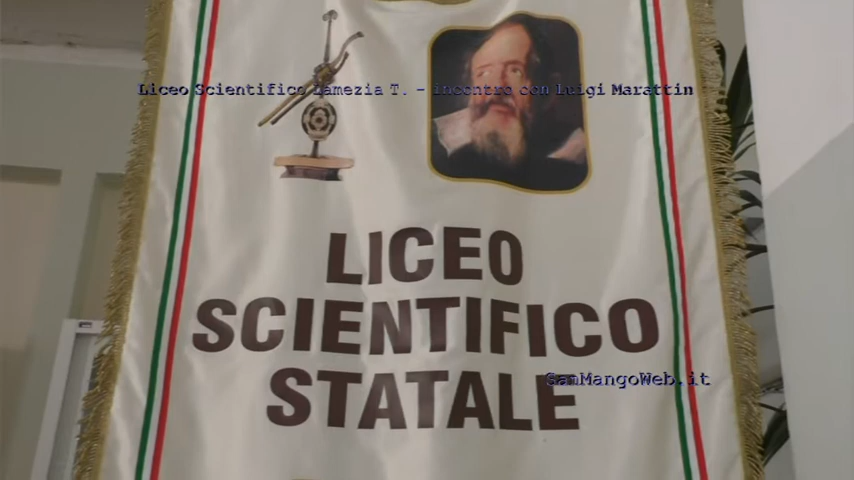 Liceo Scientifico Lamezia T. - incontro con Luigi Marattin
LICEO
SCIENTIFICO
STATALE
SanMangoWeb.it